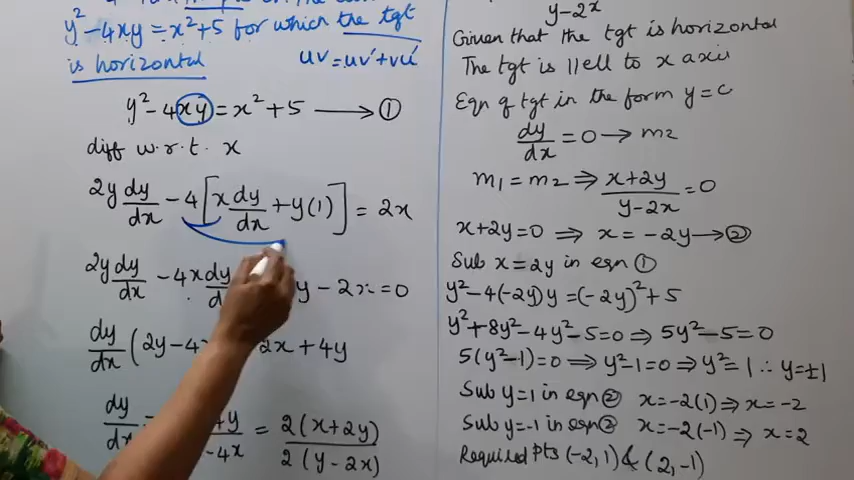 y² - 4xy = x² + 5 for which the tgt
is horizontal
uv = uv' + vu'
y² - 4xy = x² + 5 → ①
diff w.r.t. x
2y dy/dx - 4[x dy/dx + y(1)] = 2x
2y dy/dx - 4x dy y - 2x = 0
dy/dx (2y - 4x 2x + 4y
dy/dx = +y/-4x = 2(x+2y)/2(y-2x)
y-2x
Given that the tgt is horizontal
The tgt is llell to x axis
Eqn of tgt in the form y = c
dy/dx = 0 → m2
m₁ = m₂ ⇒ x+2y/y-2x = 0
x+2y=0 ⇒ x = -2y → ②
Sub x = 2y in eqn ①
y² - 4(-2y)y = (-2y)² + 5
y² + 8y² - 4y² - 5 = 0 ⇒ 5y² - 5 = 0
5(y²-1) = 0 ⇒ y²-1 = 0 ⇒ y² = 1 ∴ y = ±1
Sub y=1 in eqn ② x = -2(1) ⇒ x = -2
Sub y=-1 in eqn ② x = -2(-1) ⇒ x = 2
Required Pts (-2,1) & (2,-1)